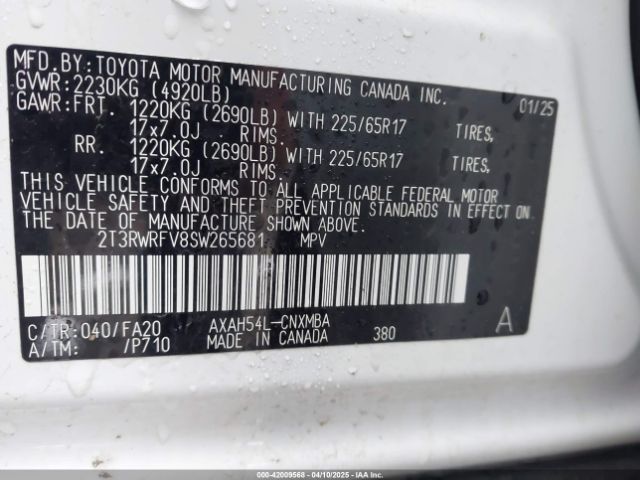 MFD.BY:TOYOTA MOTOR MANUFACTURING CANADA INC.
GVWR:2230KG (4920LB) 01/25
GAWR:FRT. 1220KG (2690LB) WITH 225/65R17 TIRES,
17x7.0J RIMS.
RR. 1220KG (2690LB) WITH 225/65R17 TIRES,
17x7.0J RIMS.
THIS VEHICLE CONFORMS TO ALL APPLICABLE FEDERAL MOTOR
VEHICLE SAFETY AND THEFT PREVENTION STANDARDS IN EFFECT ON
THE DATE OF MANUFACTURE SHOWN ABOVE.
2T3RWRFV8SW265681 MPV
C/TR:040/FA20 AXAH54L-CNXMBA A
A/TM: /P710 MADE IN CANADA 380
000-42009568 - 04/10/2025 - IAAI.CA